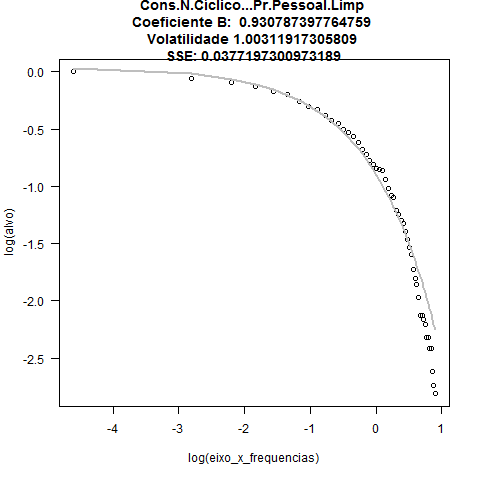 Cons.N.Ciclico...Pr.Pessoal.Limp
Coeficiente B:  0.930787397764759
Volatilidade 1.00311917305809
SSE: 0.0377197300973189
0.0
-0.5
-1.0
-1.5
-2.0
-2.5
log(alvo)
-4 -3 -2 -1 0 1
log(eixo_x_frequencias)